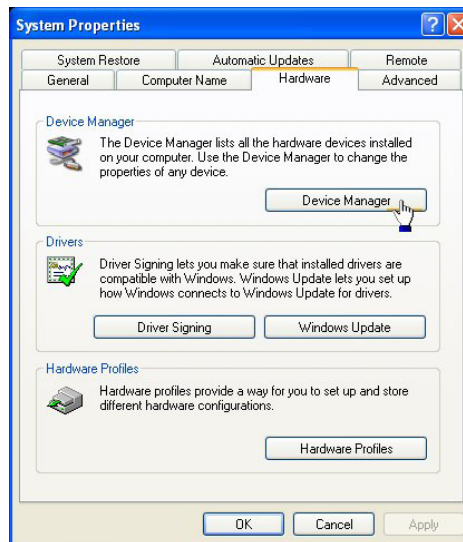 System Properties
System Restore Automatic Updates Remote
General Computer Name Hardware Advanced
Device Manager
The Device Manager lists all the hardware devices installed
on your computer. Use the Device Manager to change the
properties of any device.
Device Manager
Drivers
Driver Signing lets you make sure that installed drivers are
compatible with Windows. Windows Update lets you set up
how Windows connects to Windows Update for drivers.
Driver Signing Windows Update
Hardware Profiles
Hardware profiles provide a way for you to set up and store
different hardware configurations.
Hardware Profiles
OK Cancel Apply